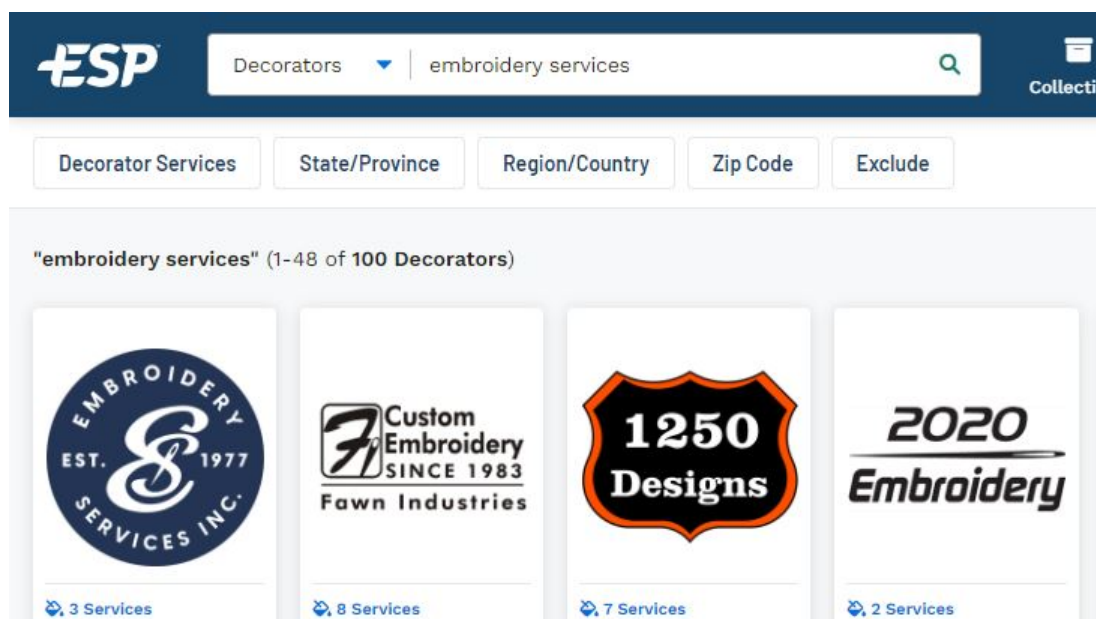 ESP
Decorators
embroidery services
Collecti
Decorator Services
State/Province
Region/Country
Zip Code
Exclude
"embroidery services" (1-48 of 100 Decorators)
EMBROIDERY
EST. 1977
SERVICES INC.
Custom
Embroidery
SINCE 1983
Fawn Industries
1250
Designs
2020
Embroidery
3 Services
8 Services
7 Services
2 Services